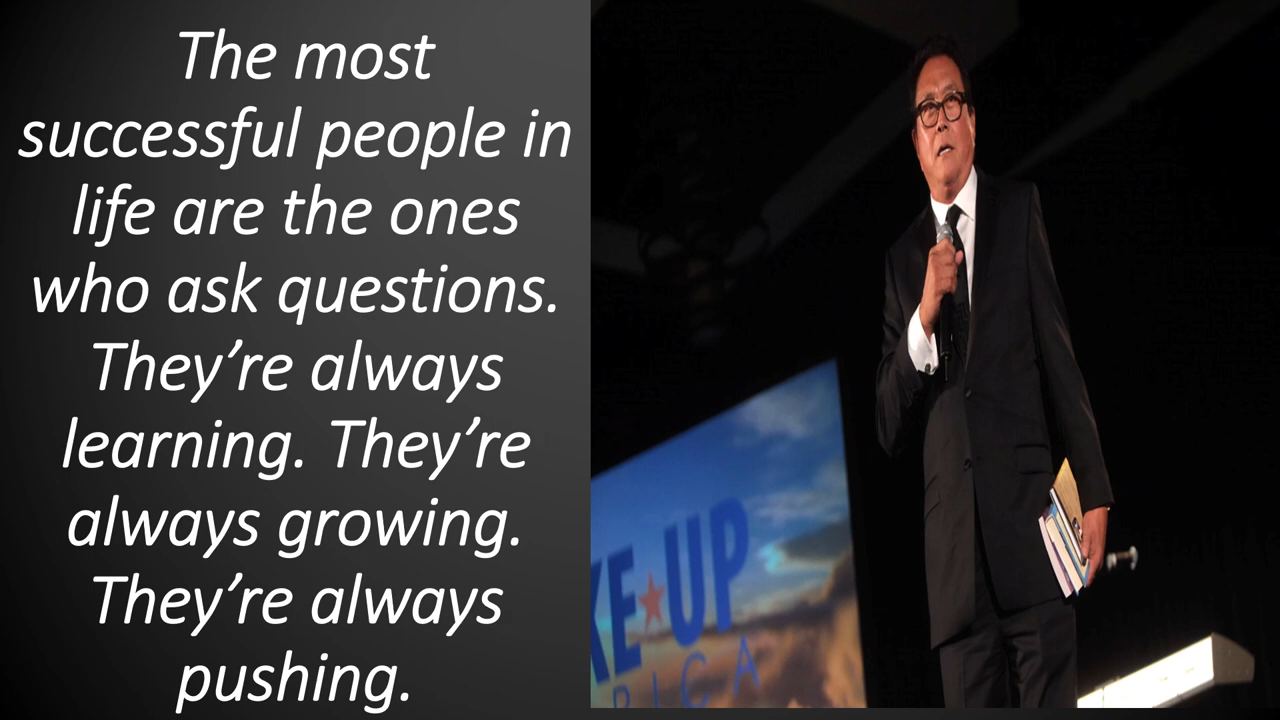 The most
successful people in
life are the ones
who ask questions.
They’re always
learning. They’re
always growing.
They’re always
pushing.
KE★UP
RICA